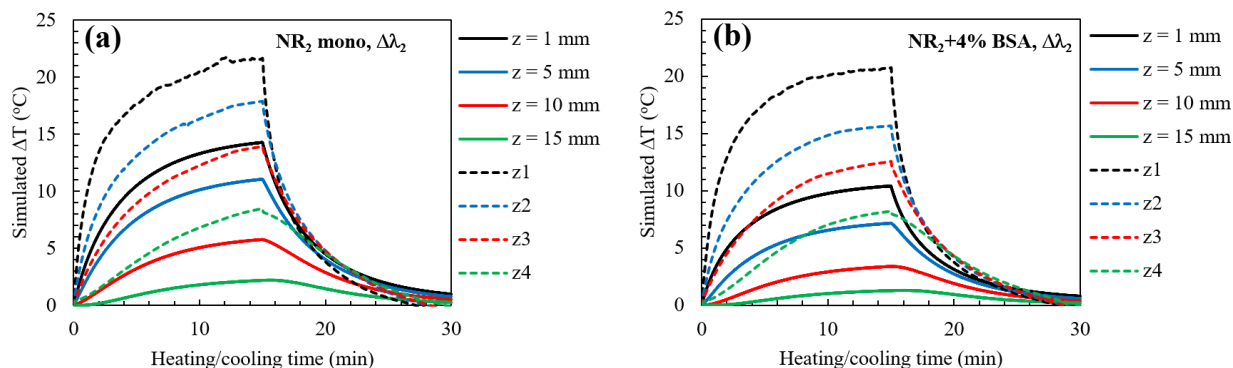 (a)
NR₂ mono, Δλ₂
Simulated ΔT (°C)
25
20
15
10
5
0
0 10 20 30
Heating/cooling time (min)
z = 1 mm
z = 5 mm
z = 10 mm
z = 15 mm
z1
z2
z3
z4
(b)
NR₂+4% BSA, Δλ₂
Simulated ΔT (°C)
25
20
15
10
5
0
0 10 20 30
Heating/cooling time (min)
z = 1 mm
z = 5 mm
z = 10 mm
z = 15 mm
z1
z2
z3
z4